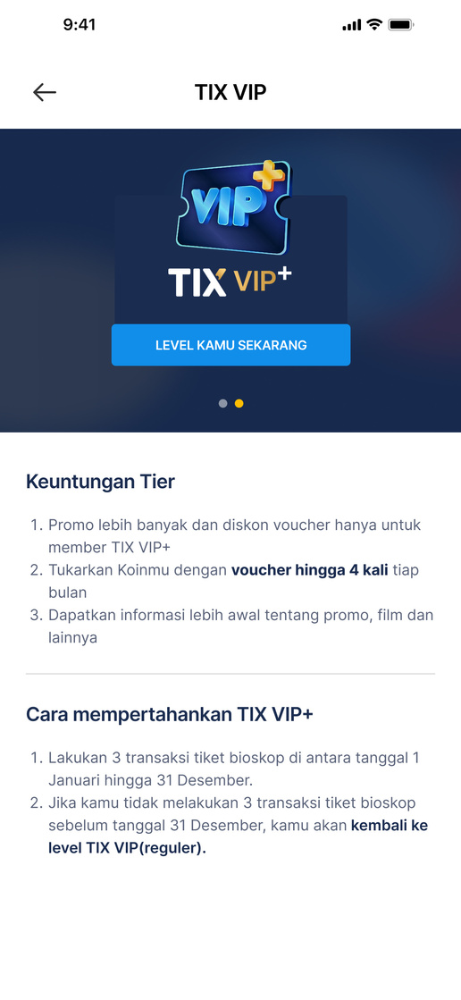 9:41
TIX VIP
VIP+
TIX VIP+
LEVEL KAMU SEKARANG
Keuntungan Tier
1. Promo lebih banyak dan diskon voucher hanya untuk
member TIX VIP+
2. Tukarkan Koinmu dengan voucher hingga 4 kali tiap
bulan
3. Dapatkan informasi lebih awal tentang promo, film dan
lainnya
Cara mempertahankan TIX VIP+
1. Lakukan 3 transaksi tiket bioskop di antara tanggal 1
Januari hingga 31 Desember.
2. Jika kamu tidak melakukan 3 transaksi tiket bioskop
sebelum tanggal 31 Desember, kamu akan kembali ke
level TIX VIP(reguler).